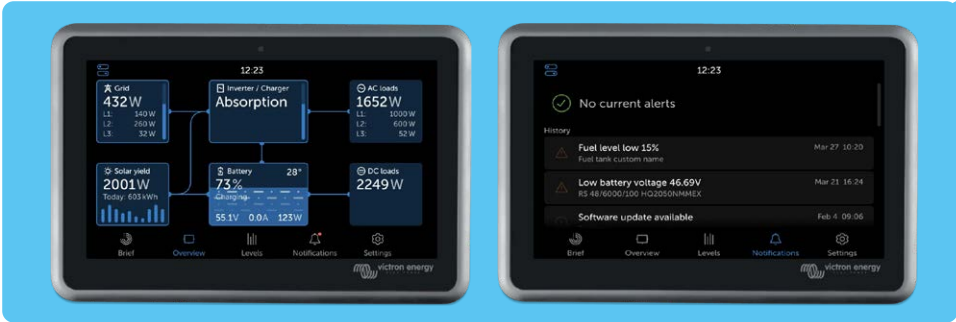 12:23
Grid
432W
L1: 140W
L2: 260W
L3: 32W
Inverter / Charger
Absorption
AC loads
1652W
L1: 1000W
L2: 600W
L3: 52W
Solar yield
2001W
Today: 603 kWh
Battery 28°
73%
Charging
55.1V 0.0A 123W
DC loads
2249W
Brief Overview Levels Notifications Settings
victron energy
12:23
No current alerts
History
Fuel level low 15% Mar 27 10:20
Fuel tank custom name
Low battery voltage 46.69V Mar 21 16:24
RS 48/6000/100 HQ2050NMMEX
Software update available Feb 4 09:06
Brief Overview Levels Notifications Settings
victron energy